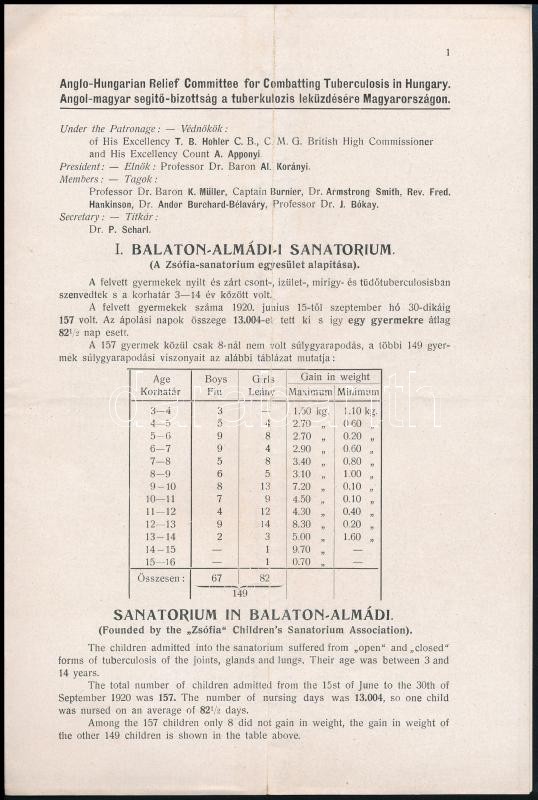 1
Anglo-Hungarian Relief Committee for Combatting Tuberculosis in Hungary.
Angol-magyar segitő-bizottság a tuberkulozis leküzdésére Magyarországon.
Under the Patronage: — Védnökök:
of His Excellency T. B. Hohler C. B., C. M. G. British High Commissioner
and His Excellency Count A. Apponyi.
President: — Elnök: Professor Dr. Baron Al. Korányi.
Members: — Tagok:
Professor Dr. Baron K. Müller, Captain Burnier, Dr. Armstrong Smith, Rev. Fred.
Hankinson, Dr. Andor Burchard-Bélaváry, Professor Dr. J. Bókay.
Secretary: — Titkár:
Dr. P. Scharl.
I. BALATON-ALMÁDI-I SANATORIUM.
(A Zsófia-sanatorium egyesület alapitása).
A felvett gyermekek nyilt és zárt csont-, izület-, mirigy- és tüdőtuberculosisban
szenvedtek s a korhatár 3—14 év között volt.
A felvett gyermekek száma 1920. junius 15-től szeptember hó 30-dikáig
157 volt. Az ápolási napok összege 13.004-et tett ki s igy egy gyermekre átlag
82 1/2 nap esett.
A 157 gyermek közül csak 8-nál nem volt súlygyarapodás, a többi 149 gyer-
mek súlygyarapodási viszonyait az alábbi táblázat mutatja:
Age Boys Girls Gain in weight
Korhatár Fiu Leány Maximum Minimum
3—4 3 1 1.50 kg. 1.10 kg.
4—5 5 4 2.70 „ 0.60 „
5—6 9 8 2.70 „ 0.20 „
6—7 9 4 2.90 „ 0.60 „
7—8 5 8 3.40 „ 0.80 „
8—9 6 5 3.10 „ 1.00 „
9—10 8 13 7.20 „ 0.10 „
10—11 7 9 4.50 „ 0.10 „
11—12 4 12 4.30 „ 0.40 „
12—13 9 14 8.30 „ 0.20 „
13—14 2 3 5.00 „ 1.60 „
14—15 — 1 9.70 „ —
15—16 — 1 0.70 „ —
Összesen: 67 82
149
SANATORIUM IN BALATON-ALMÁDI.
(Founded by the „Zsófia“ Children's Sanatorium Association).
The children admitted into the sanatorium suffered from „open“ and „closed“
forms of tuberculosis of the joints, glands and lungs. Their age was between 3 and
14 years.
The total number of children admitted from the 15st of June to the 30th of
September 1920 was 157. The number of nursing days was 13.004, so one child
was nursed on an average of 82 1/2 days.
Among the 157 children only 8 did not gain in weight, the gain in weight of
the other 149 children is shown in the table above.